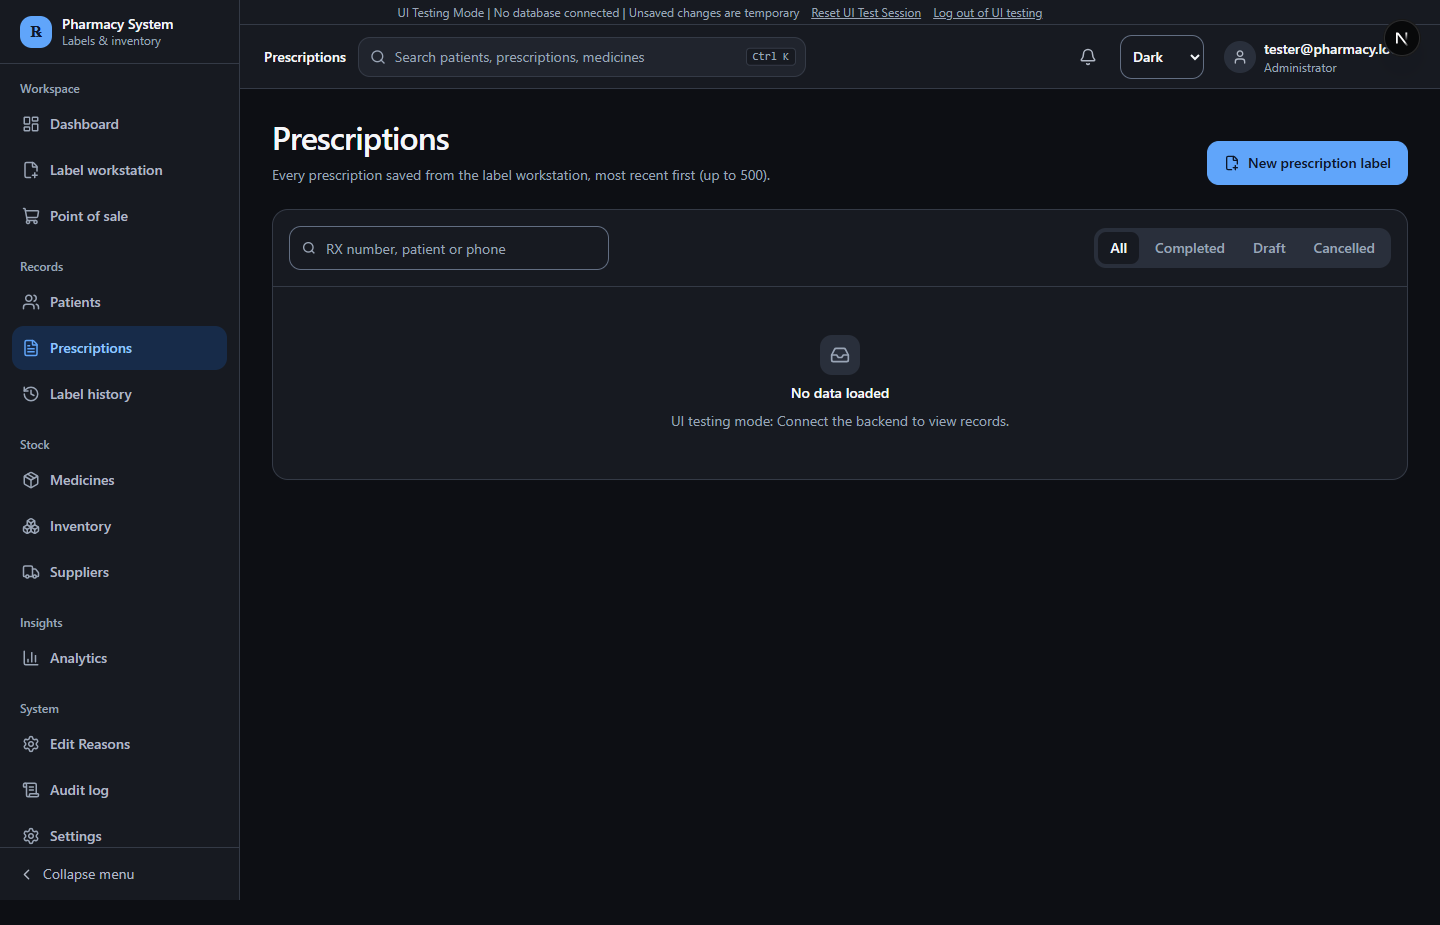 ℞
Pharmacy System
Labels & inventory
Workspace
Dashboard
Label workstation
Point of sale
Records
Patients
Prescriptions
Label history
Stock
Medicines
Inventory
Suppliers
Insights
Analytics
System
Edit Reasons
Audit log
Settings
Collapse menu
UI Testing Mode | No database connected | Unsaved changes are temporary Reset UI Test Session Log out of UI testing
Prescriptions
Search patients, prescriptions, medicines
Ctrl K
Dark
tester@pharmacy.lo
Administrator
N
Prescriptions
Every prescription saved from the label workstation, most recent first (up to 500).
New prescription label
RX number, patient or phone
All Completed Draft Cancelled
No data loaded
UI testing mode: Connect the backend to view records.